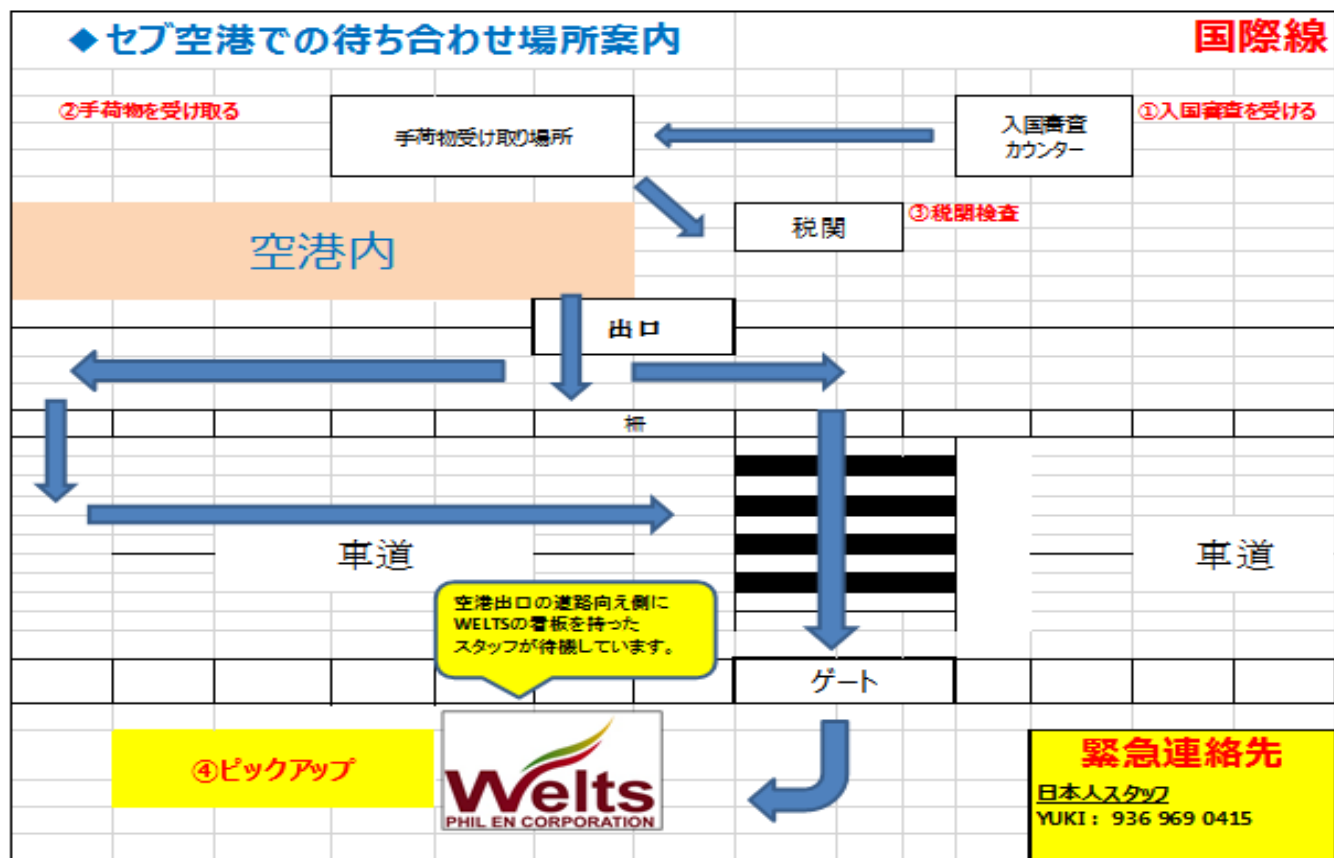 ◆セブ空港での待ち合わせ場所案内
国際線
②手荷物を受け取る
手荷物受け取り場所
入国審査
カウンター
①入国審査を受ける
税関
③税関検査
空港内
出口
柵
車道
車道
空港出口の道路向え側に
WELTSの看板を持った
スタッフが待機しています。
ゲート
④ピックアップ
Welts
PHIL EN CORPORATION
緊急連絡先
日本人スタッフ
YUKI： 936 969 0415